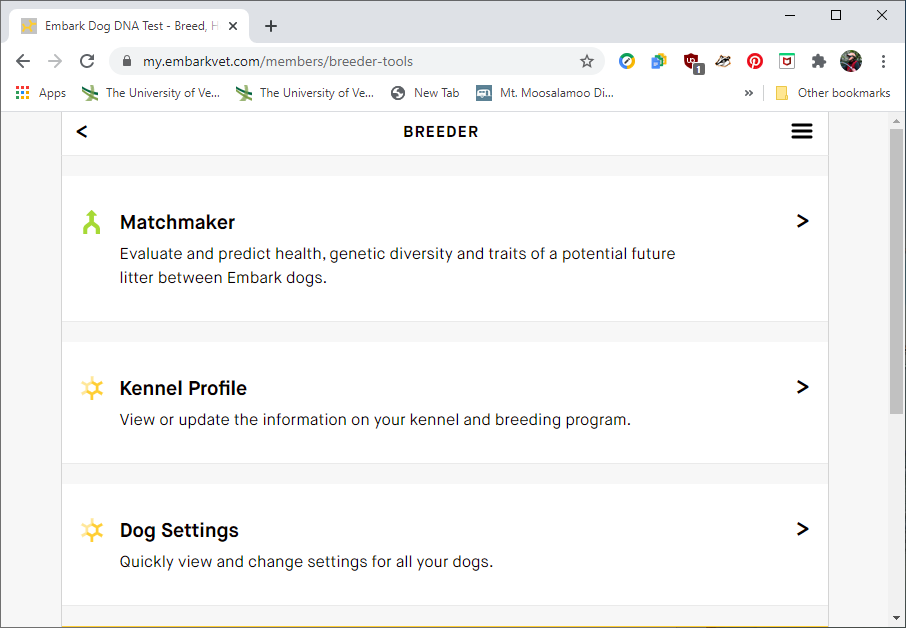 Embark Dog DNA Test - Breed, H
my.embarkvet.com/members/breeder-tools
1
Apps
The University of Ve...
The University of Ve...
New Tab
Mt. Moosalamoo Di...
»
Other bookmarks
<
BREEDER
Matchmaker
>
Evaluate and predict health, genetic diversity and traits of a potential future
litter between Embark dogs.
Kennel Profile
>
View or update the information on your kennel and breeding program.
Dog Settings
>
Quickly view and change settings for all your dogs.